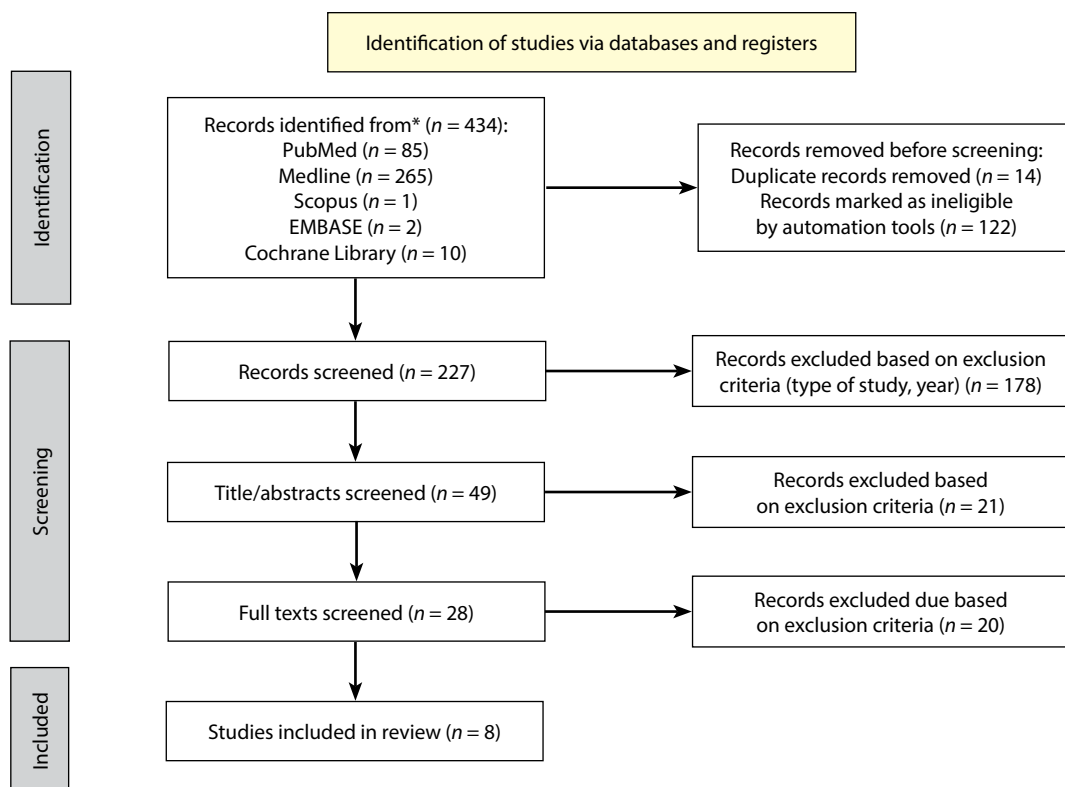 Identification of studies via databases and registers
Identification
Records identified from* (n = 434):
PubMed (n = 85)
Medline (n = 265)
Scopus (n = 1)
EMBASE (n = 2)
Cochrane Library (n = 10)
Records removed before screening:
Duplicate records removed (n = 14)
Records marked as ineligible
by automation tools (n = 122)
Screening
Records screened (n = 227)
Records excluded based on exclusion
criteria (type of study, year) (n = 178)
Title/abstracts screened (n = 49)
Records excluded based
on exclusion criteria (n = 21)
Full texts screened (n = 28)
Records excluded due based
on exclusion criteria (n = 20)
Included
Studies included in review (n = 8)